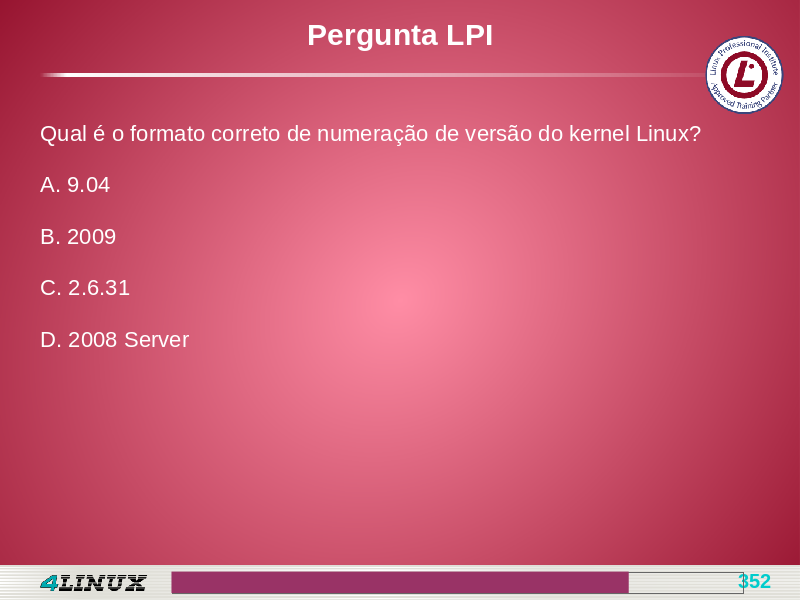 Pergunta LPI
Linux Professional Institute
Approved Training Partner
Qual é o formato correto de numeração de versão do kernel Linux?
A. 9.04
B. 2009
C. 2.6.31
D. 2008 Server
4LINUX
352